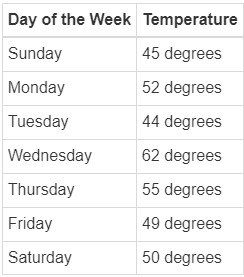 Day of the Week Temperature
Sunday 45 degrees
Monday 52 degrees
Tuesday 44 degrees
Wednesday 62 degrees
Thursday 55 degrees
Friday 49 degrees
Saturday 50 degrees